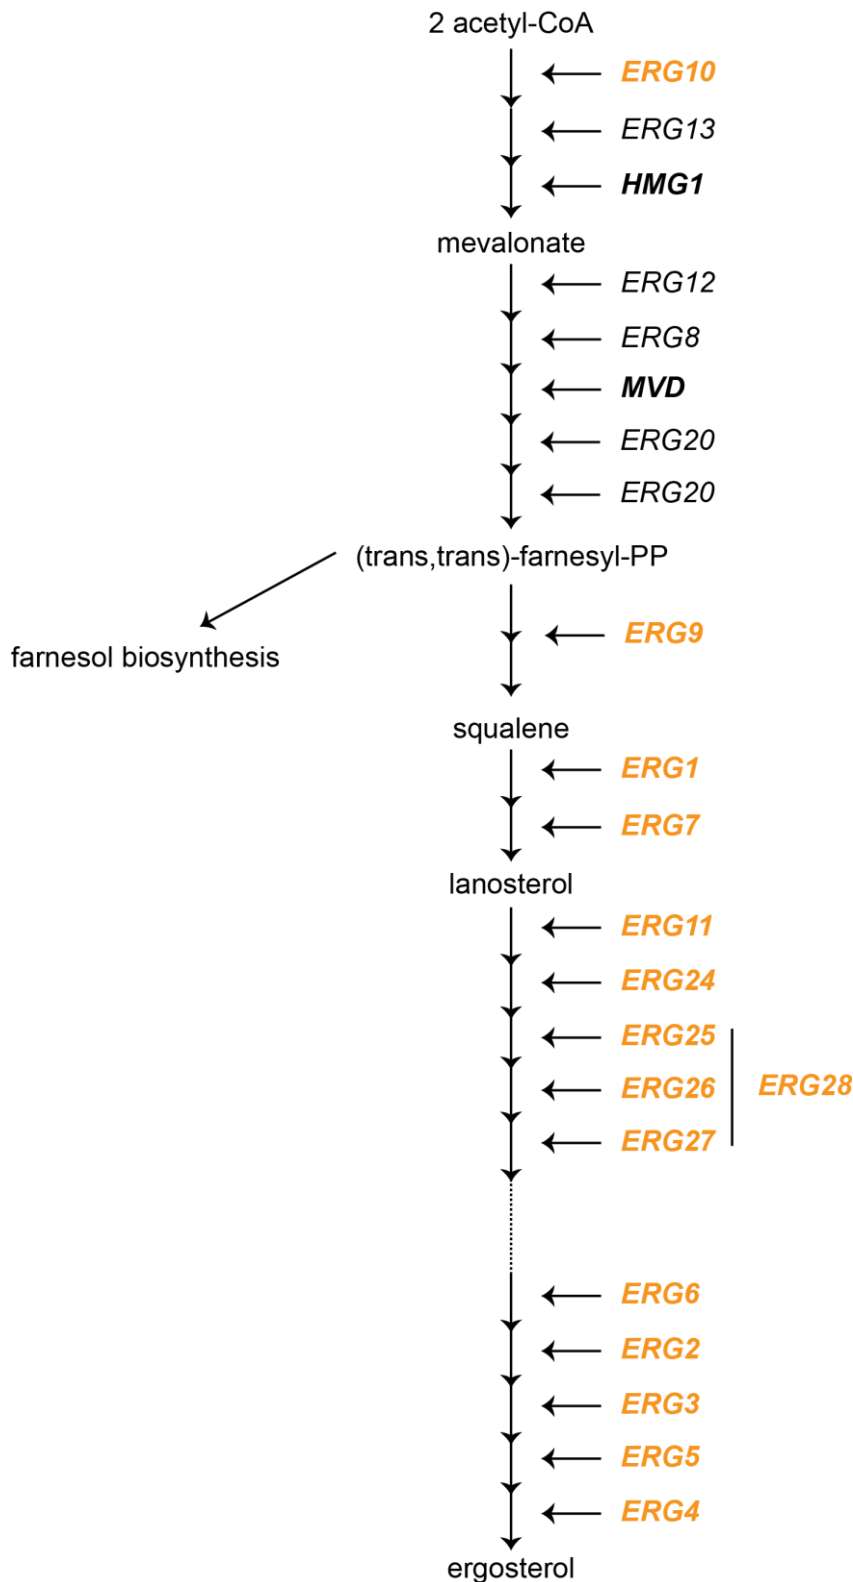 2 acetyl-CoA
ERG10
ERG13
HMG1
mevalonate
ERG12
ERG8
MVD
ERG20
ERG20
(trans,trans)-farnesyl-PP
farnesol biosynthesis
ERG9
squalene
ERG1
ERG7
lanosterol
ERG11
ERG24
ERG25
ERG26
ERG28
ERG27
ERG6
ERG2
ERG3
ERG5
ERG4
ergosterol